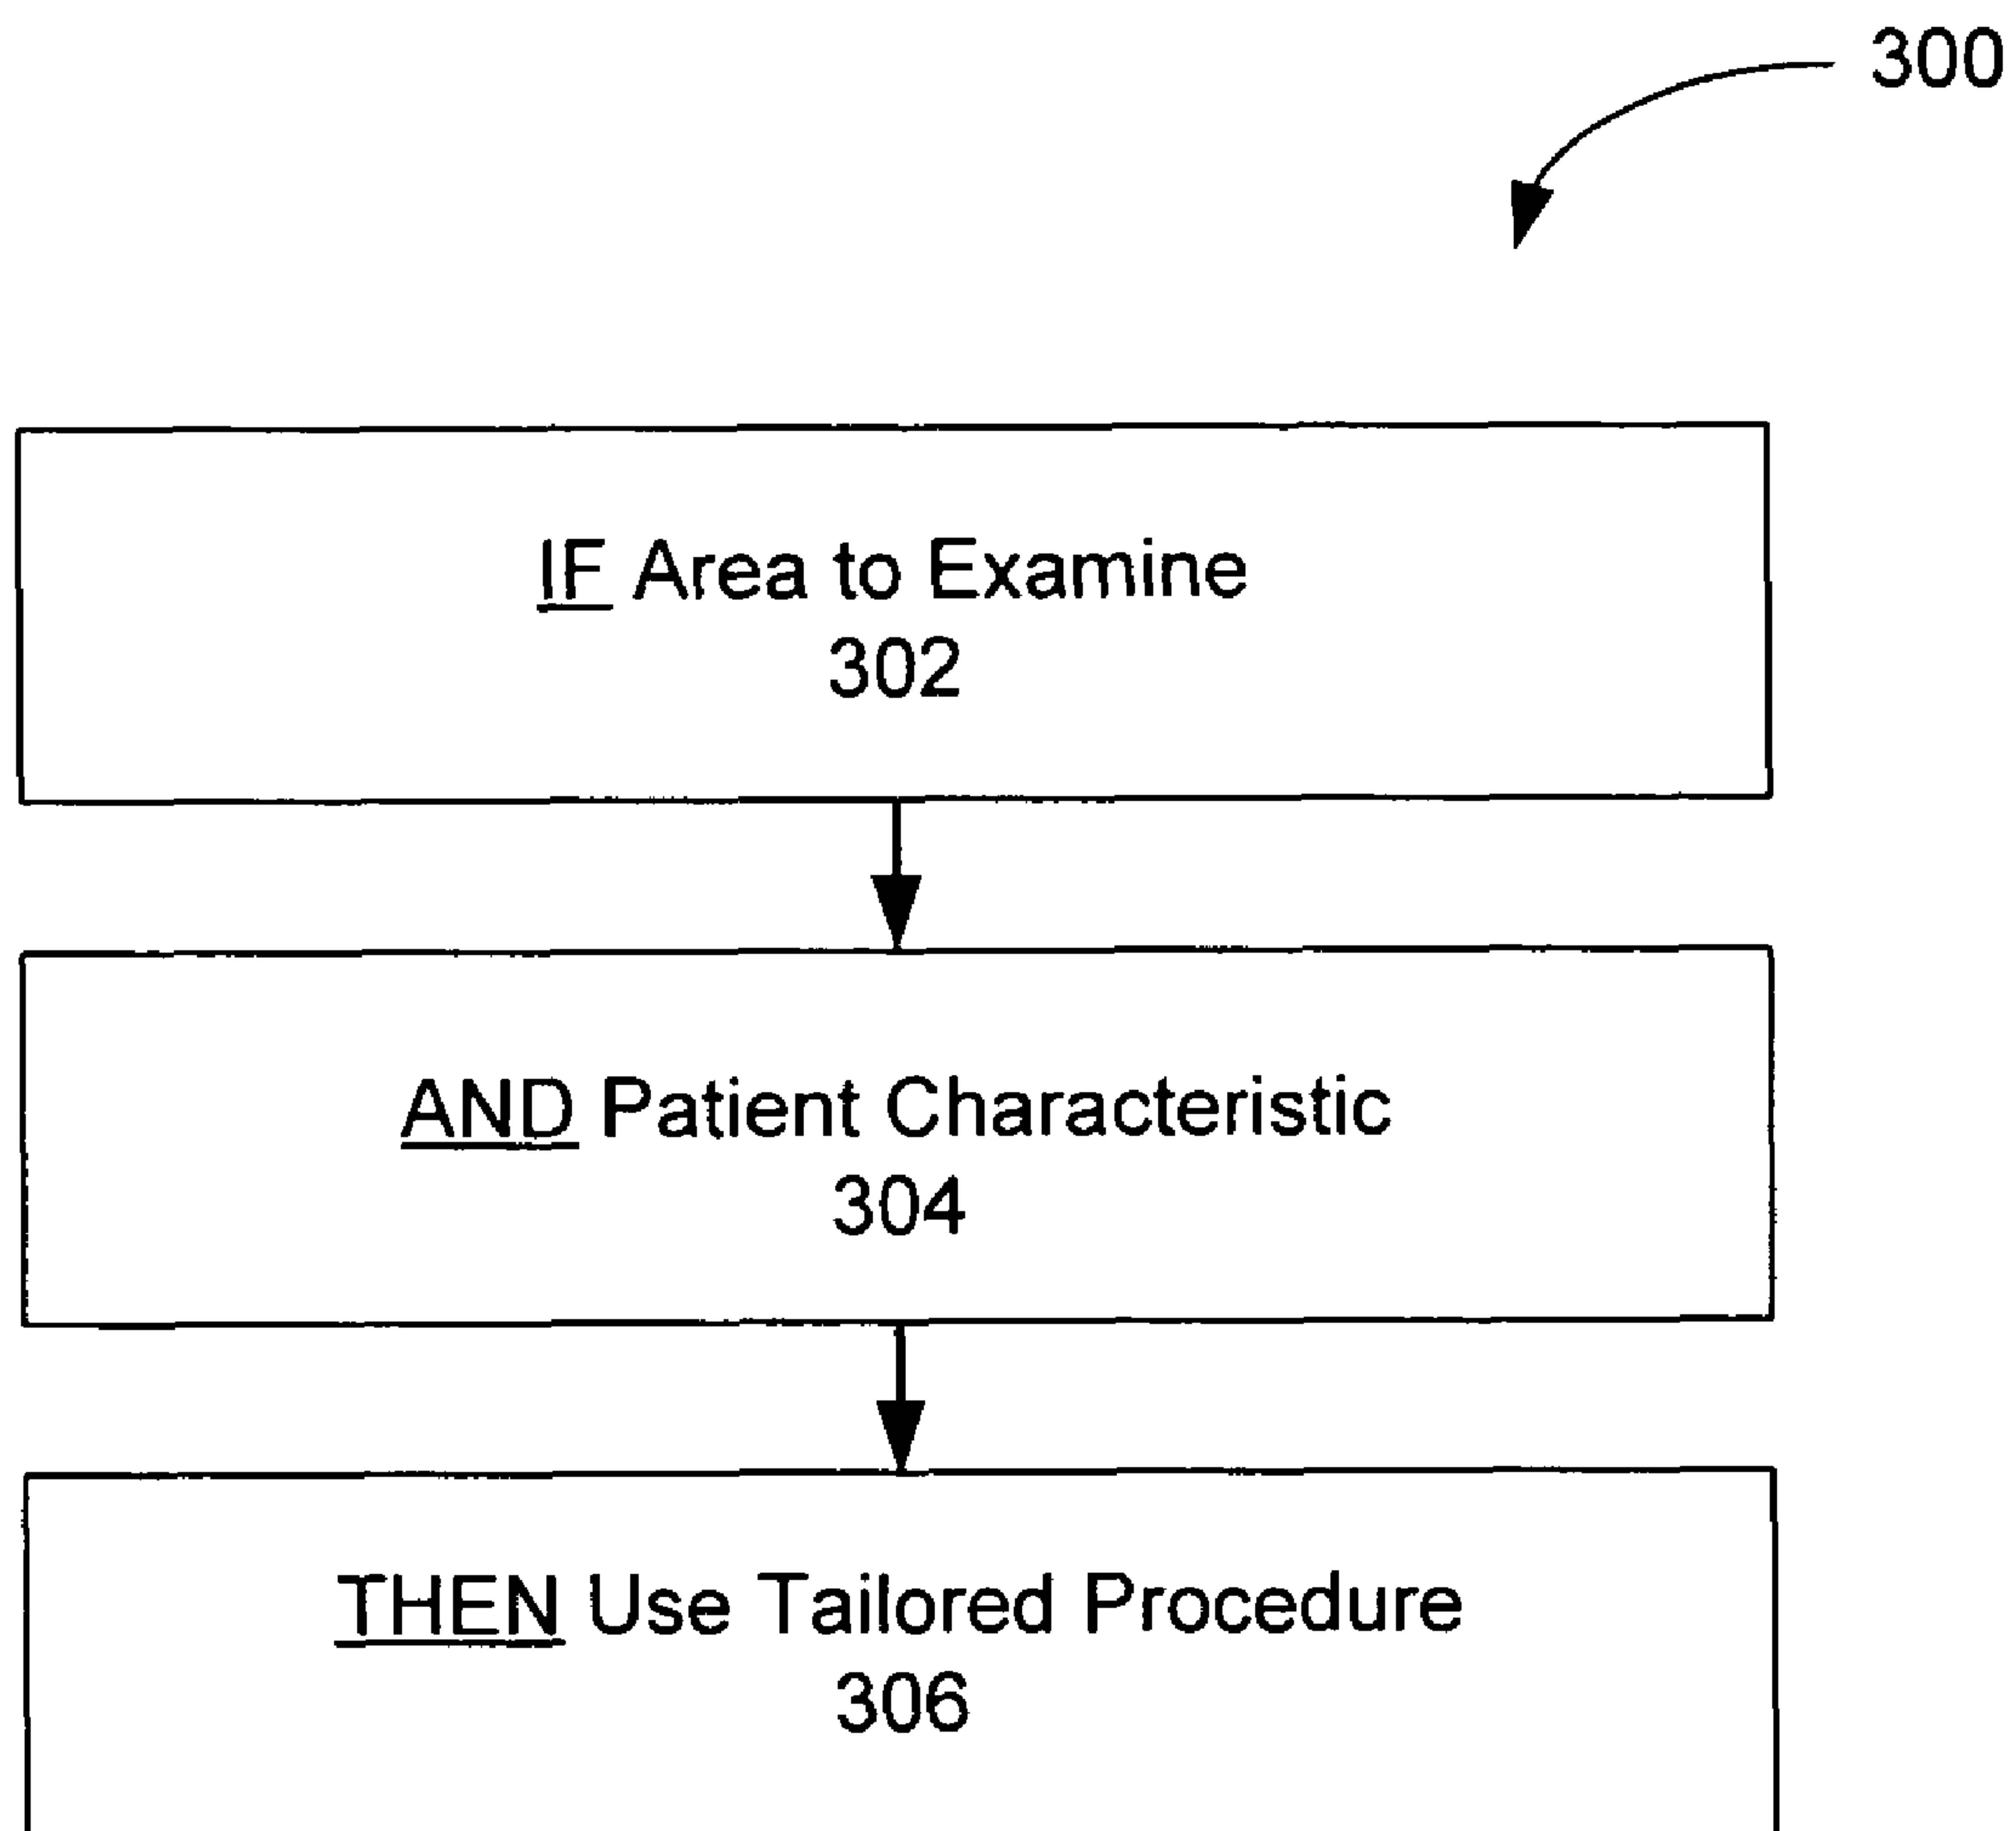 300
IF Area to Examine
302
AND Patient Characteristic
304
THEN Use Tailored Procedure
306